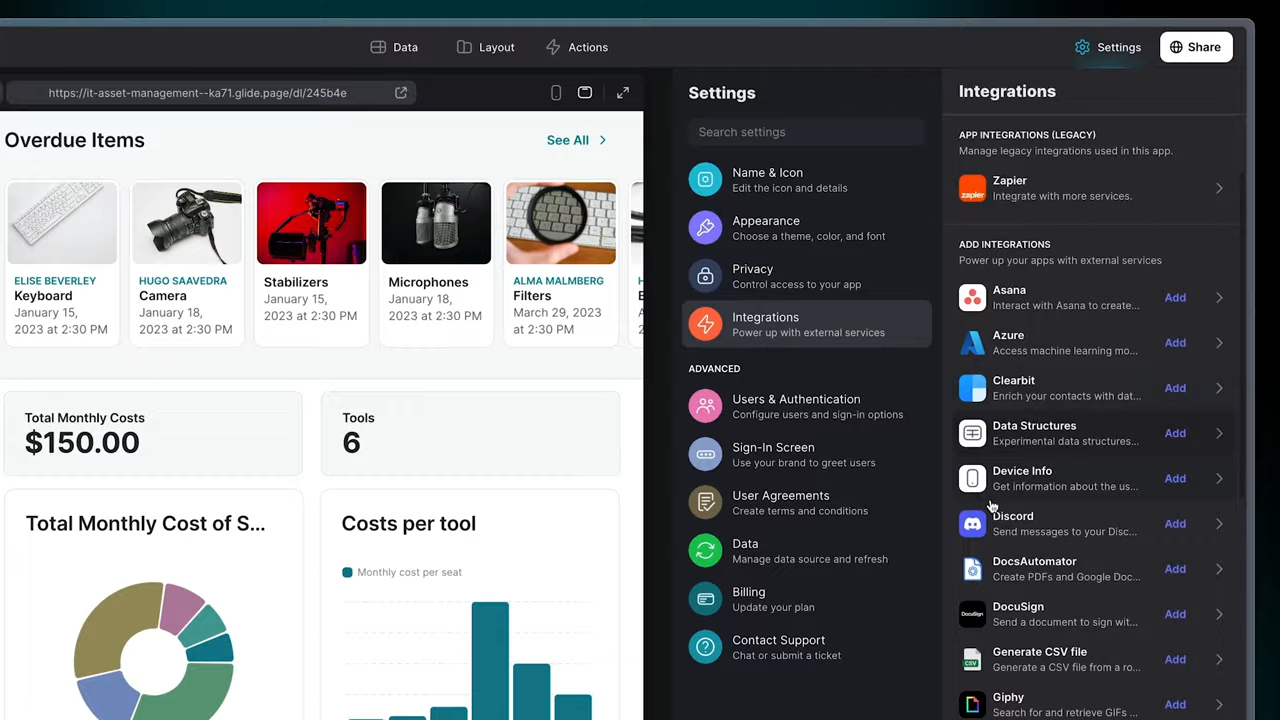 Data
Layout
Actions
Settings
Share
https://it-asset-management--ka71.glide.page/dl/245b4e
Overdue Items
See All
ELISE BEVERLEY
Keyboard
January 15,
2023 at 2:30 PM
HUGO SAAVEDRA
Camera
January 18,
2023 at 2:30 PM
Stabilizers
January 15,
2023 at 2:30 PM
Microphones
January 18,
2023 at 2:30 PM
ALMA MALMBERG
Filters
March 29, 2023
at 2:30 PM
Total Monthly Costs
$150.00
Tools
6
Total Monthly Cost of S...
Costs per tool
Monthly cost per seat
Settings
Search settings
Name & Icon
Edit the icon and details
Appearance
Choose a theme, color, and font
Privacy
Control access to your app
Integrations
Power up with external services
ADVANCED
Users & Authentication
Configure users and sign-in options
Sign-In Screen
Use your brand to greet users
User Agreements
Create terms and conditions
Data
Manage data source and refresh
Billing
Update your plan
Contact Support
Chat or submit a ticket
Integrations
APP INTEGRATIONS (LEGACY)
Manage legacy integrations used in this app.
zapier
Zapier
Integrate with more services.
ADD INTEGRATIONS
Power up your apps with external services
Asana
Interact with Asana to create...
Add
Azure
Access machine learning mo...
Add
Clearbit
Enrich your contacts with dat...
Add
Data Structures
Experimental data structures...
Add
Device Info
Get information about the us...
Add
Discord
Send messages to your Disc...
Add
DocsAutomator
Create PDFs and Google Doc...
Add
DocuSign
DocuSign
Send a document to sign wit...
Add
CSV
Generate CSV file
Generate a CSV file from a ro...
Add
Giphy
Search for and retrieve GIFs ...
Add